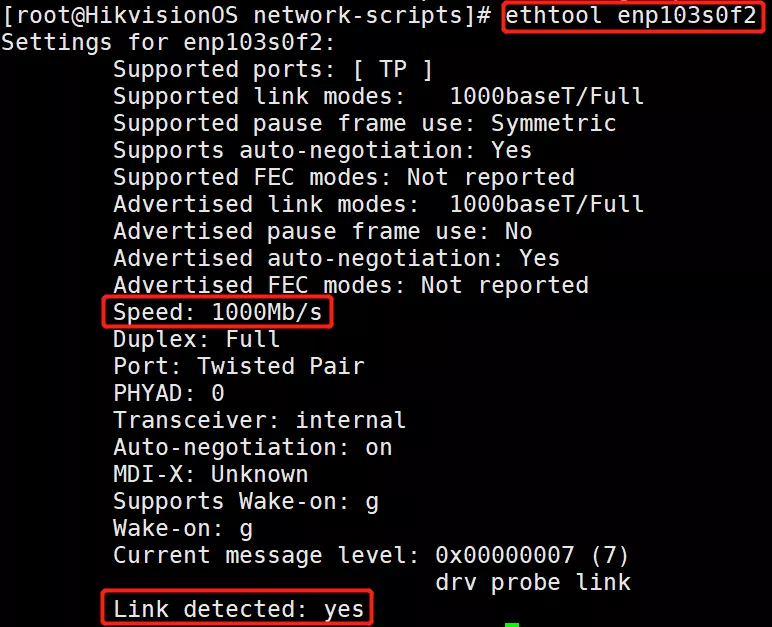 [root@HikvisionOS network-scripts]# ethtool enp103s0f2
Settings for enp103s0f2:
Supported ports: [ TP ]
Supported link modes:   1000baseT/Full
Supported pause frame use: Symmetric
Supports auto-negotiation: Yes
Supported FEC modes: Not reported
Advertised link modes:  1000baseT/Full
Advertised pause frame use: No
Advertised auto-negotiation: Yes
Advertised FEC modes: Not reported
Speed: 1000Mb/s
Duplex: Full
Port: Twisted Pair
PHYAD: 0
Transceiver: internal
Auto-negotiation: on
MDI-X: Unknown
Supports Wake-on: g
Wake-on: g
Current message level: 0x00000007 (7)
drv probe link
Link detected: yes